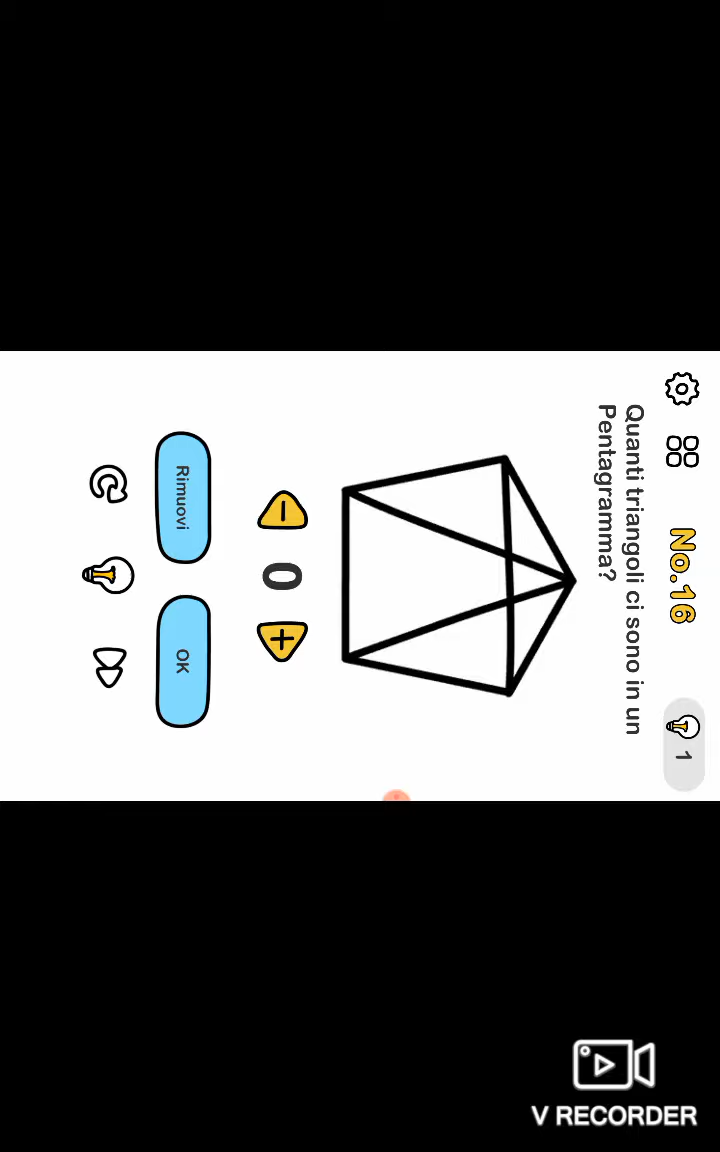 No.16
1
Quanti triangoli ci sono in un
Pentagramma?
0
Rimuovi
OK
V RECORDER